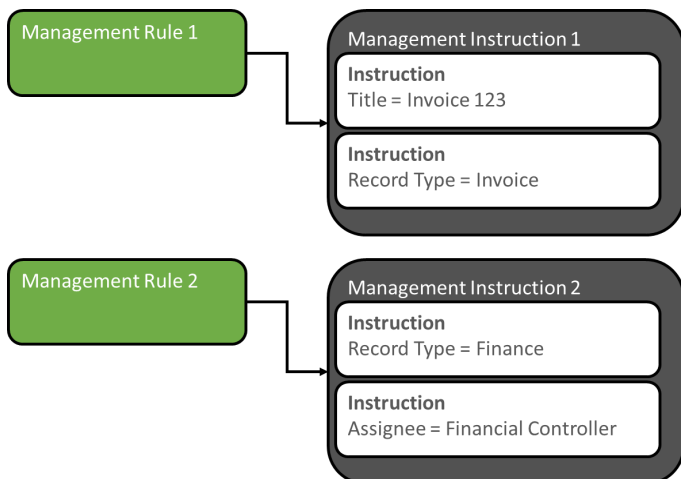 Management Rule 1
Management Instruction 1
Instruction
Title = Invoice 123
Instruction
Record Type = Invoice
Management Rule 2
Management Instruction 2
Instruction
Record Type = Finance
Instruction
Assignee = Financial Controller